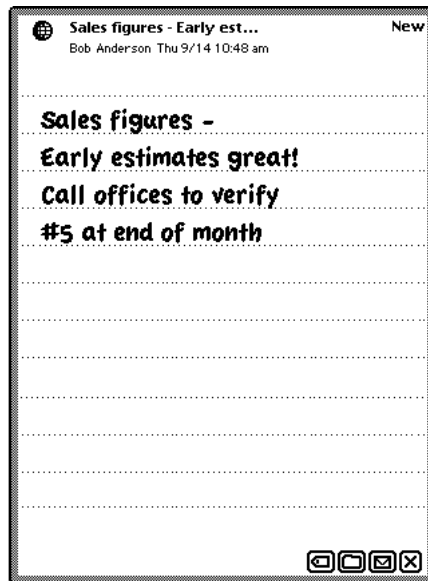 Sales figures - Early est...
New
Bob Anderson Thu 9/14 10:48 am
Sales figures -
Early estimates great!
Call offices to verify
#5 at end of month